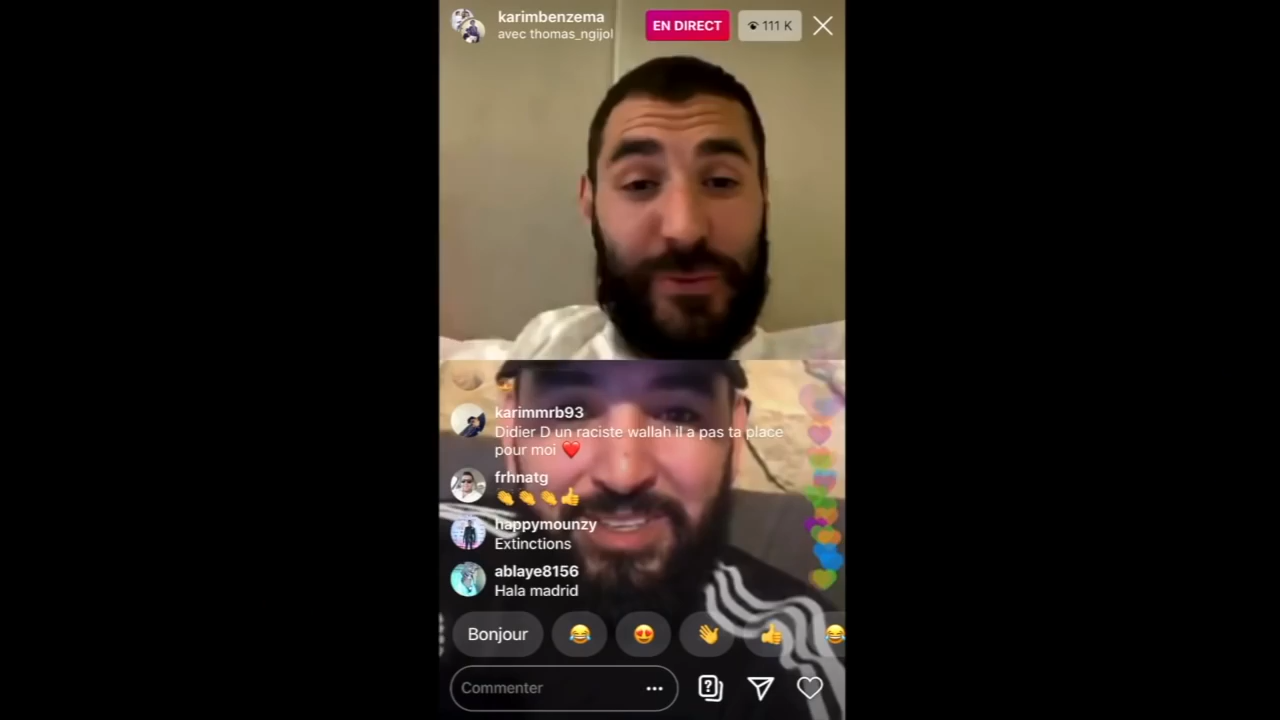 karimbenzema
avec thomas_ngijol
EN DIRECT
111 K
karimmrb93
Didier D un raciste wallah il a pas ta place
pour moi ❤️
frhnatg
👏👏👏👍
happymounzy
Extinctions
ablaye8156
Hala madrid
Bonjour
Commenter